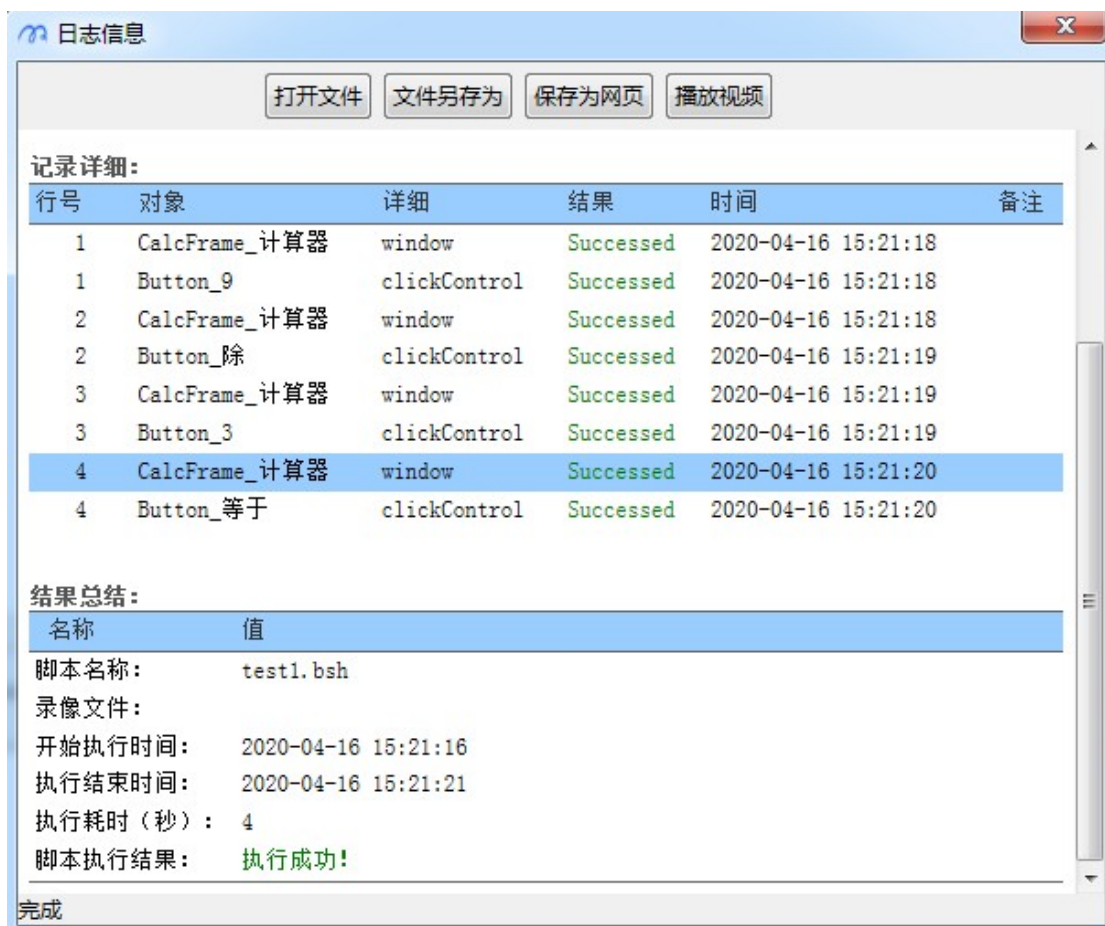 日志信息
打开文件 文件另存为 保存为网页 播放视频
记录详细:
行号 对象 详细 结果 时间 备注
1 CalcFrame_计算器 window Successed 2020-04-16 15:21:18
1 Button_9 clickControl Successed 2020-04-16 15:21:18
2 CalcFrame_计算器 window Successed 2020-04-16 15:21:18
2 Button_除 clickControl Successed 2020-04-16 15:21:19
3 CalcFrame_计算器 window Successed 2020-04-16 15:21:19
3 Button_3 clickControl Successed 2020-04-16 15:21:19
4 CalcFrame_计算器 window Successed 2020-04-16 15:21:20
4 Button_等于 clickControl Successed 2020-04-16 15:21:20
结果总结:
名称 值
脚本名称: test1.bsh
录像文件:
开始执行时间: 2020-04-16 15:21:16
执行结束时间: 2020-04-16 15:21:21
执行耗时（秒）: 4
脚本执行结果: 执行成功!
完成